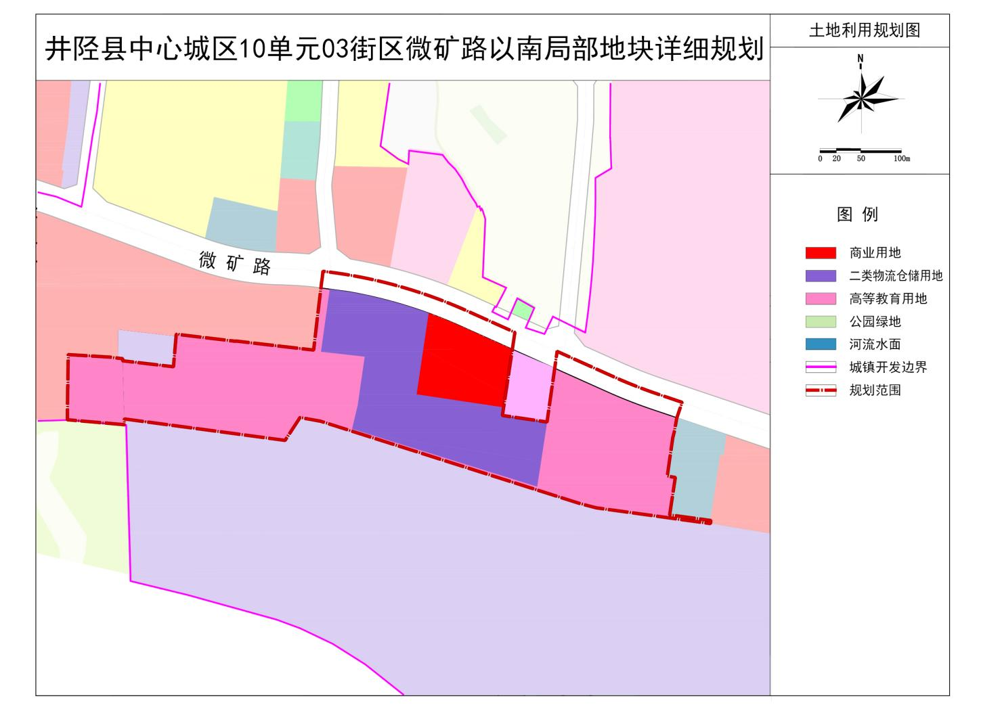 井陉县中心城区10单元03街区微矿路以南局部地块详细规划
土地利用规划图
N
0 20 50 100m
图 例
商业用地
二类物流仓储用地
高等教育用地
公园绿地
河流水面
城镇开发边界
规划范围
微 矿 路